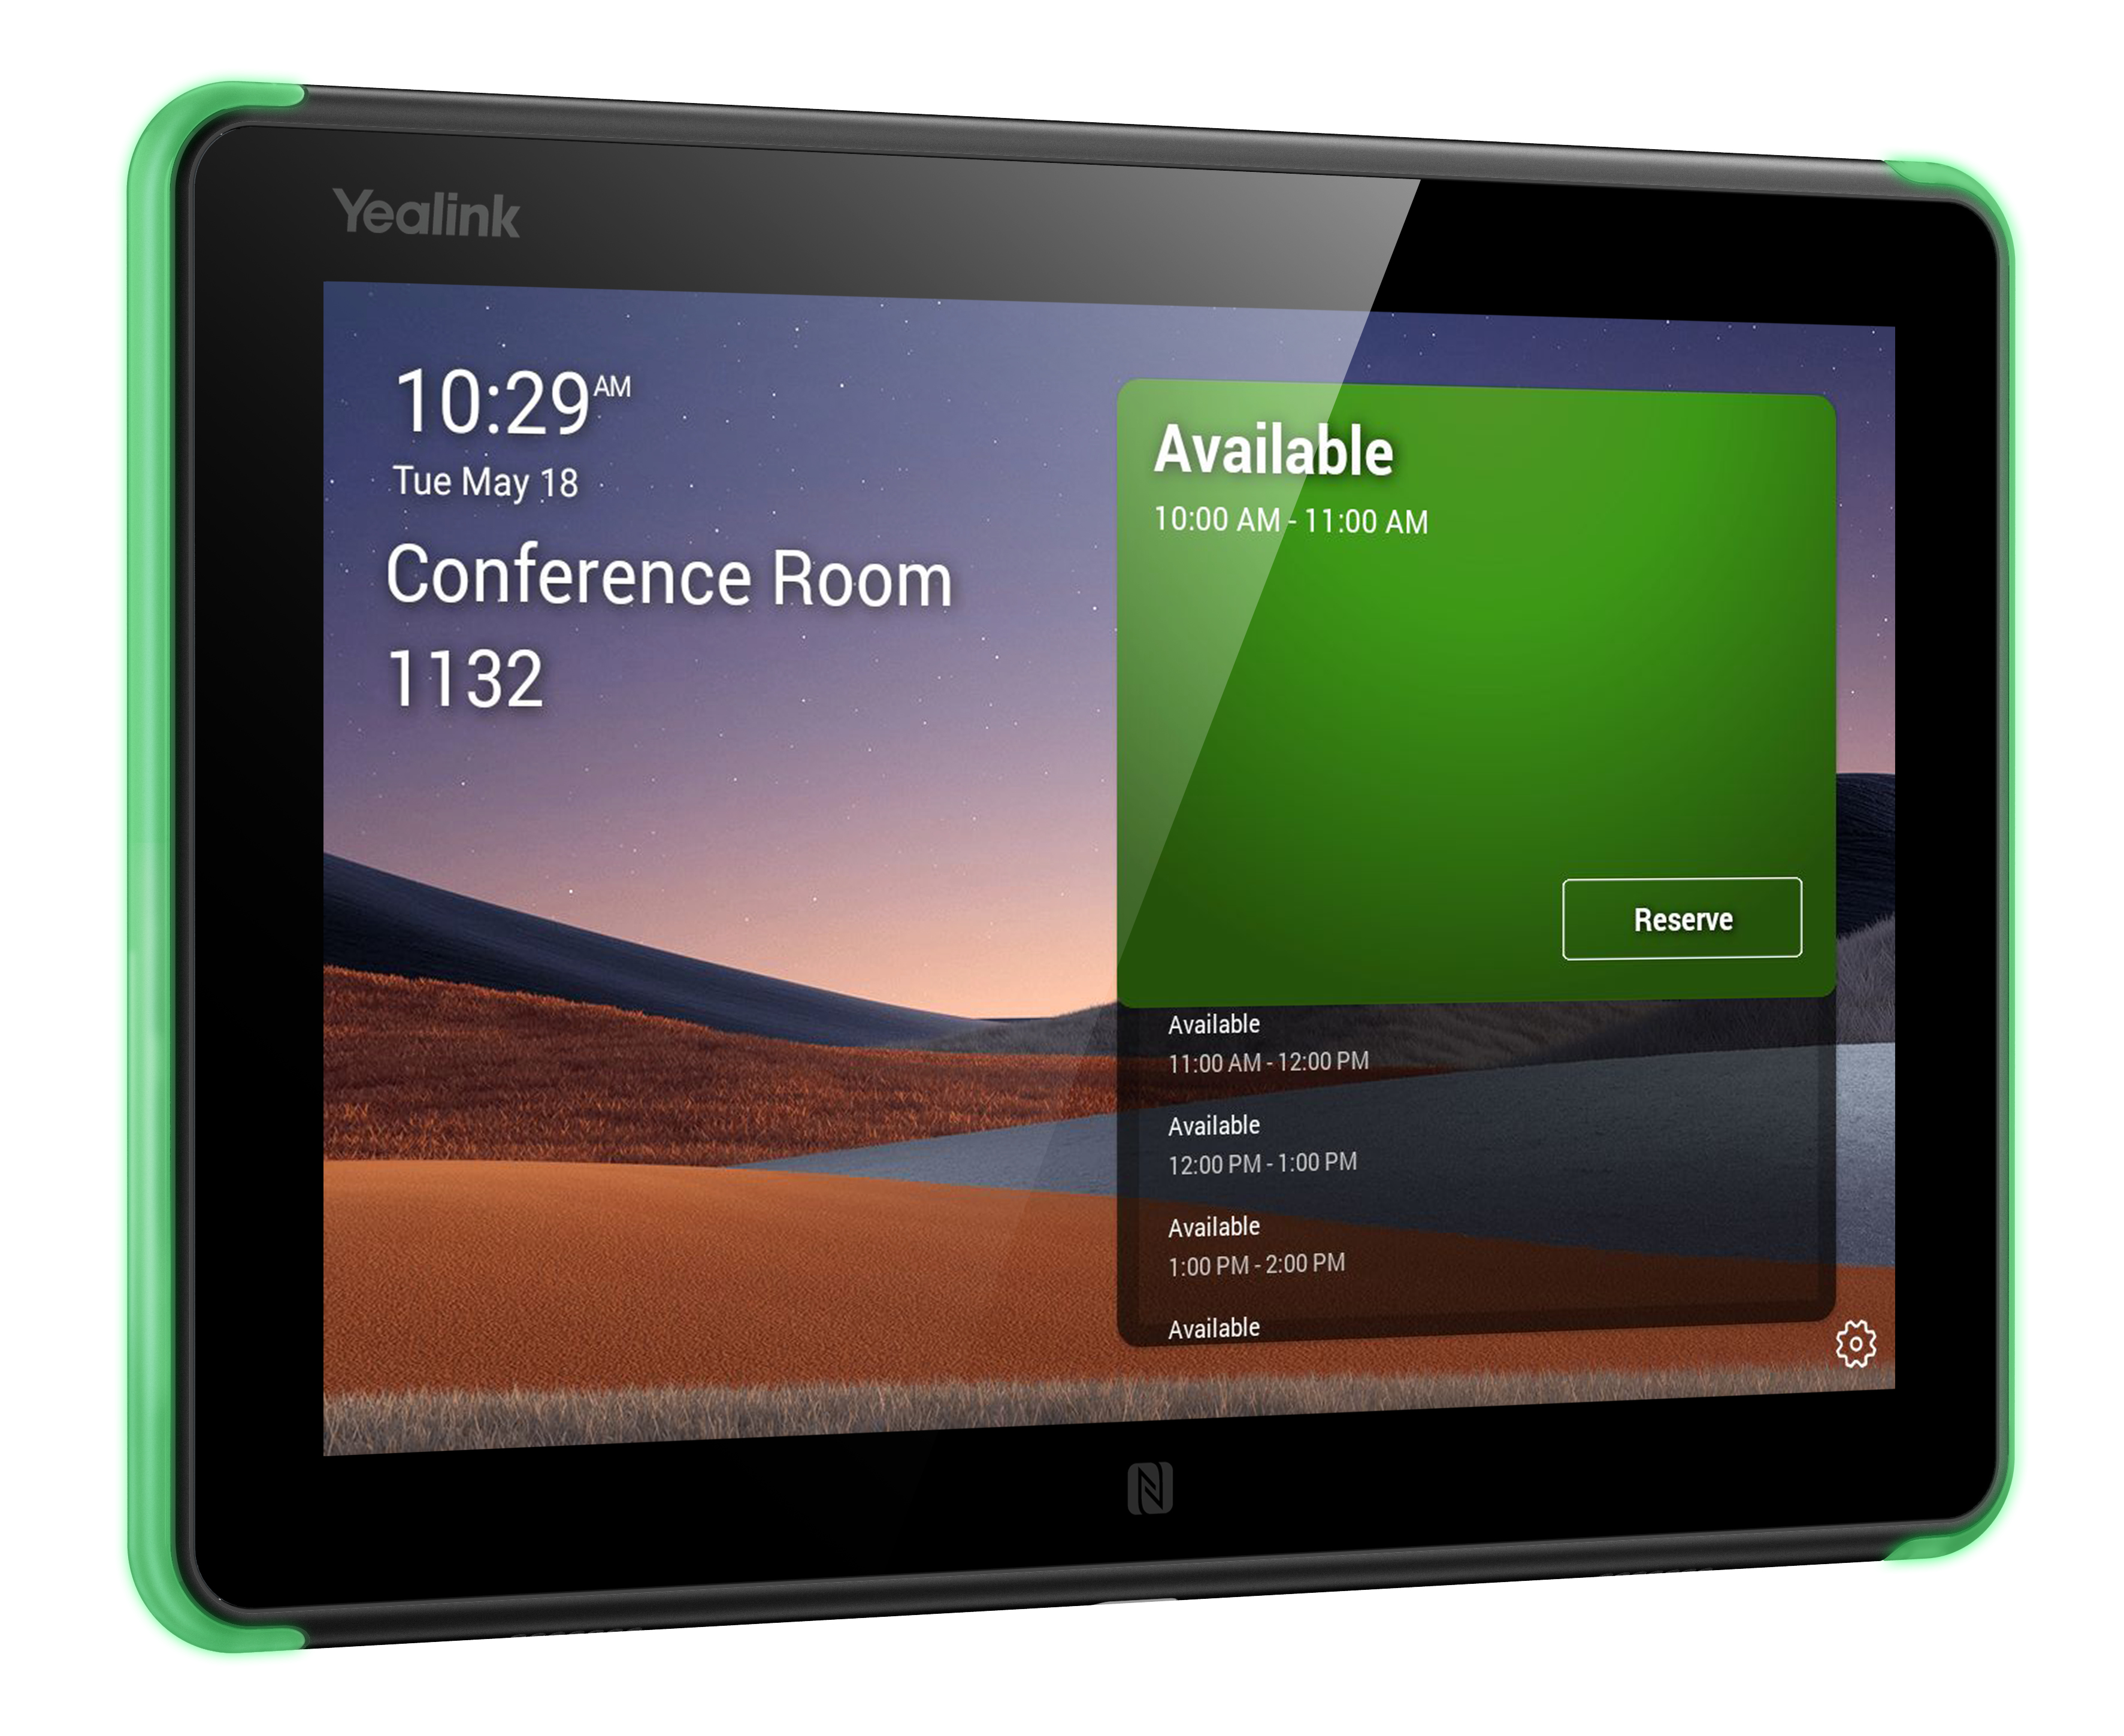 Yealink
10:29 AM
Tue May 18
Conference Room
1132
Available
10:00 AM - 11:00 AM
Reserve
Available
11:00 AM - 12:00 PM
Available
12:00 PM - 1:00 PM
Available
1:00 PM - 2:00 PM
Available